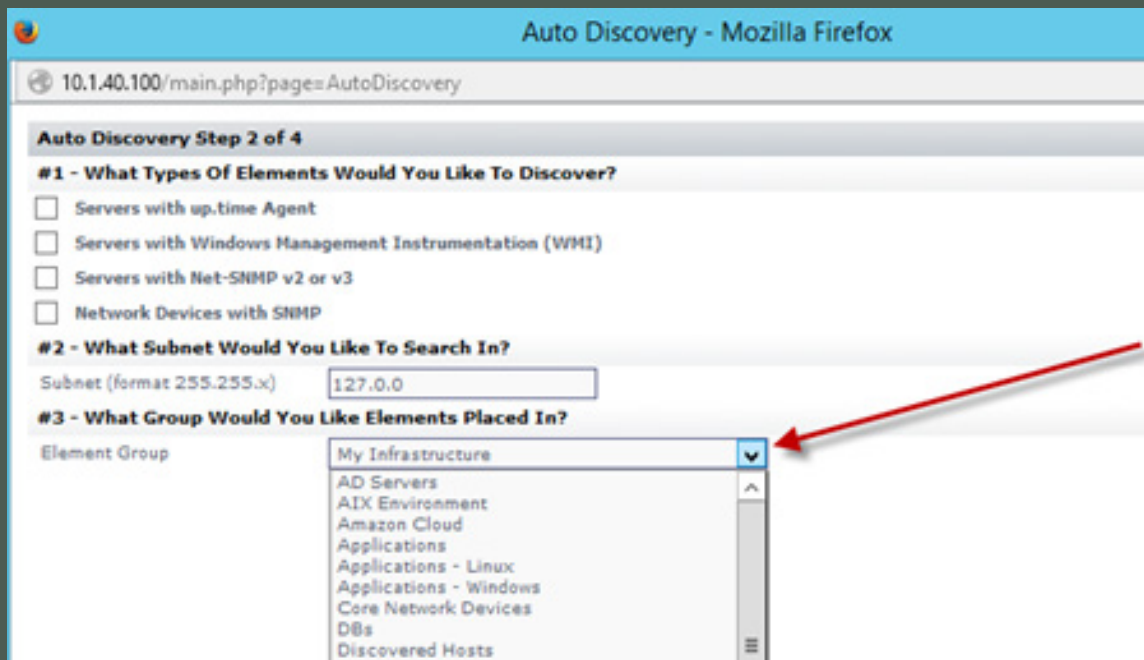 Auto Discovery - Mozilla Firefox
10.1.40.100/main.php?page=AutoDiscovery
Auto Discovery Step 2 of 4
#1 - What Types Of Elements Would You Like To Discover?
Servers with up.time Agent
Servers with Windows Management Instrumentation (WMI)
Servers with Net-SNMP v2 or v3
Network Devices with SNMP
#2 - What Subnet Would You Like To Search In?
Subnet (format 255.255.x) 127.0.0
#3 - What Group Would You Like Elements Placed In?
Element Group My Infrastructure
AD Servers
AIX Environment
Amazon Cloud
Applications
Applications - Linux
Applications - Windows
Core Network Devices
DBs
Discovered Hosts